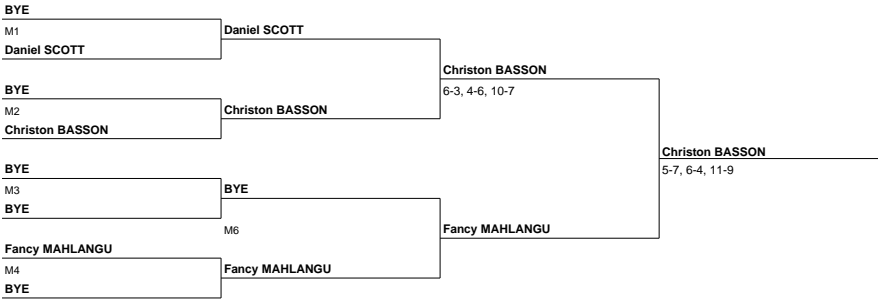 BYE
M1
Daniel SCOTT
BYE
M2
Christon BASSON
BYE
M3
BYE
Fancy MAHLANGU
M4
BYE
Daniel SCOTT
Christon BASSON
BYE
M6
Fancy MAHLANGU
Christon BASSON
6-3, 4-6, 10-7
Fancy MAHLANGU
Christon BASSON
5-7, 6-4, 11-9